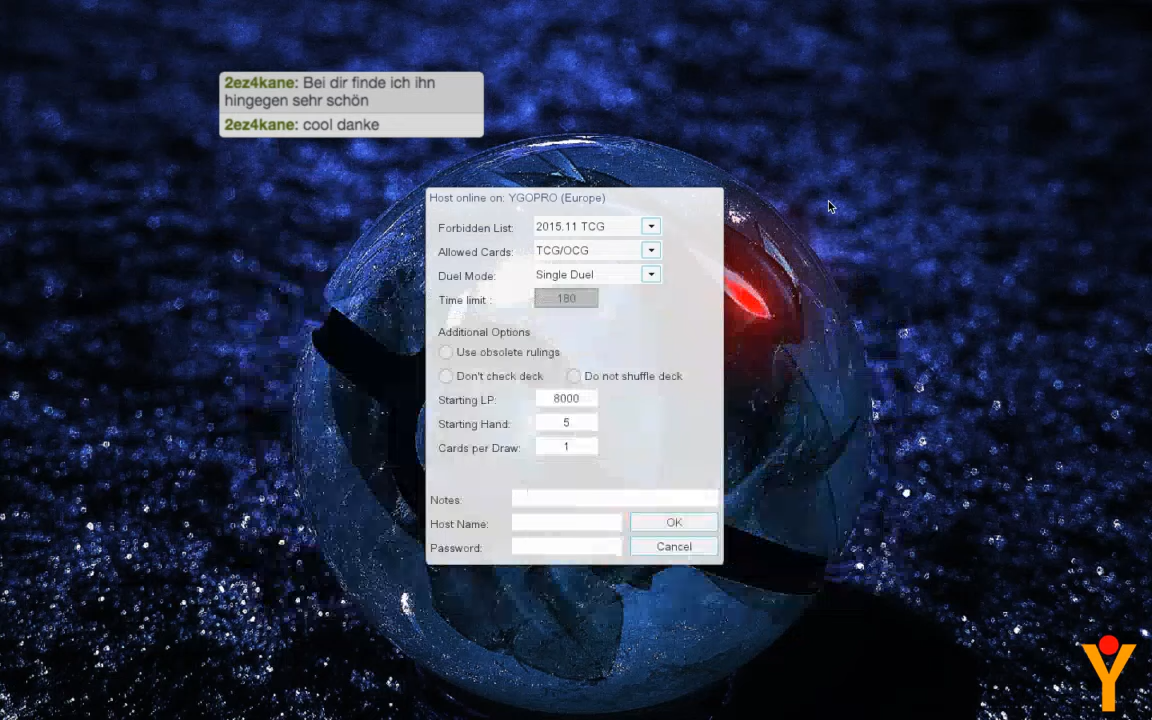 2ez4kane: Bei dir finde ich ihn
hingegen sehr schön
2ez4kane: cool danke
Host online on: YGOPRO (Europe)
Forbidden List: 2015.11 TCG
Allowed Cards: TCG/OCG
Duel Mode: Single Duel
Time limit : 180
Additional Options
Use obsolete rulings
Don't check deck Do not shuffle deck
Starting LP: 8000
Starting Hand: 5
Cards per Draw: 1
Notes:
Host Name: OK
Password: Cancel
Y